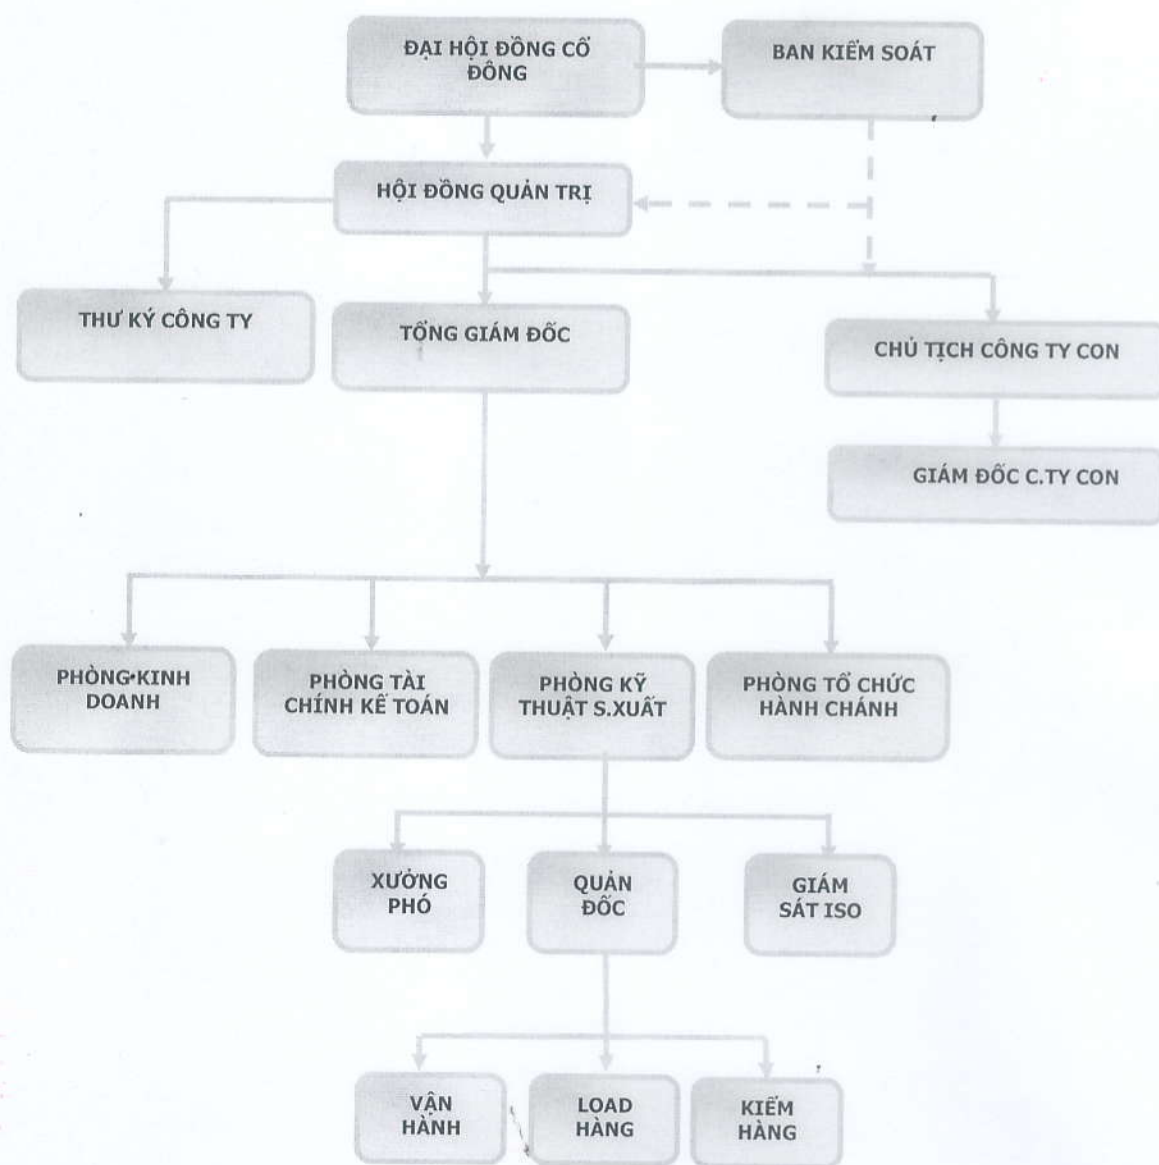 ĐẠI HỘI ĐỒNG CỔ
ĐÔNG
BAN KIỂM SOÁT
HỘI ĐỒNG QUẢN TRỊ
THƯ KÝ CÔNG TY
TỔNG GIÁM ĐỐC
CHỦ TỊCH CÔNG TY CON
GIÁM ĐỐC C.TY CON
PHÒNG KINH
DOANH
PHÒNG TÀI
CHÍNH KẾ TOÁN
PHÒNG KỸ
THUẬT S.XUẤT
PHÒNG TỔ CHỨC
HÀNH CHÁNH
XƯỞNG
PHÓ
QUẢN
ĐỐC
GIÁM
SÁT ISO
VẬN
HÀNH
LOAD
HÀNG
KIỂM
HÀNG